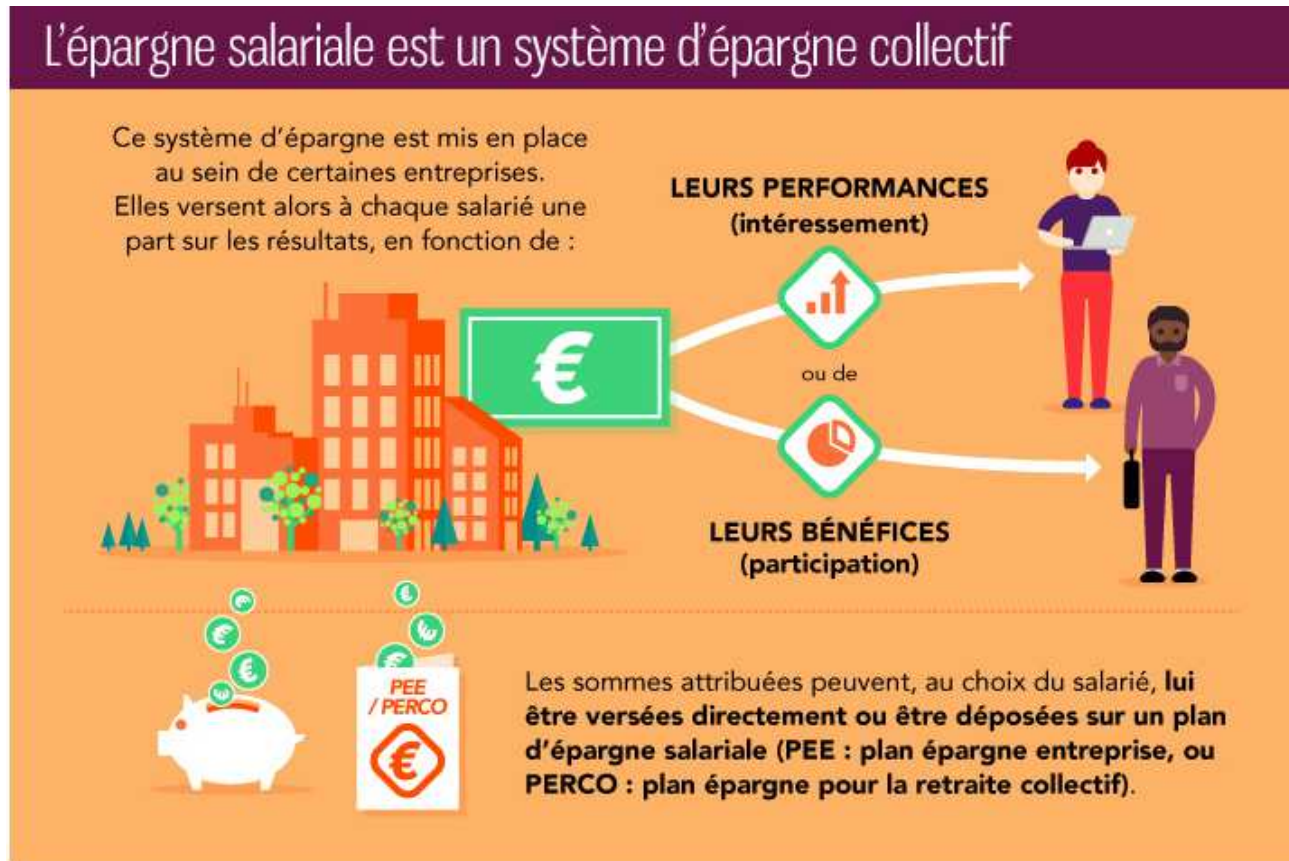 L'épargne salariale est un système d'épargne collectif
Ce système d'épargne est mis en place
au sein de certaines entreprises.
Elles versent alors à chaque salarié une
part sur les résultats, en fonction de :
LEURS PERFORMANCES
(intéressement)
€
ou de
LEURS BÉNÉFICES
(participation)
€
€
€
€
€
€
€
PEE
/ PERCO
€
Les sommes attribuées peuvent, au choix du salarié, lui
être versées directement ou être déposées sur un plan
d'épargne salariale (PEE : plan épargne entreprise, ou
PERCO : plan épargne pour la retraite collectif).